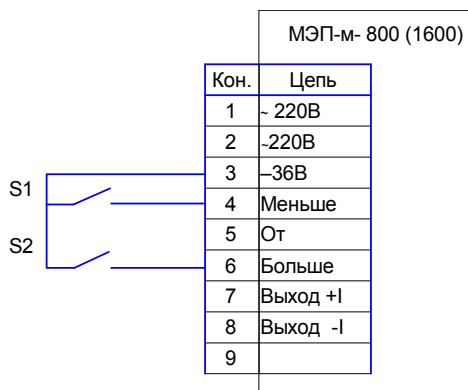 МЭП-м- 800 (1600)
Кон. Цепь
1 ~ 220В
2 ~220В
3 –36В
S1
4 Меньше
5 От
S2
6 Больше
7 Выход +I
8 Выход -I
9